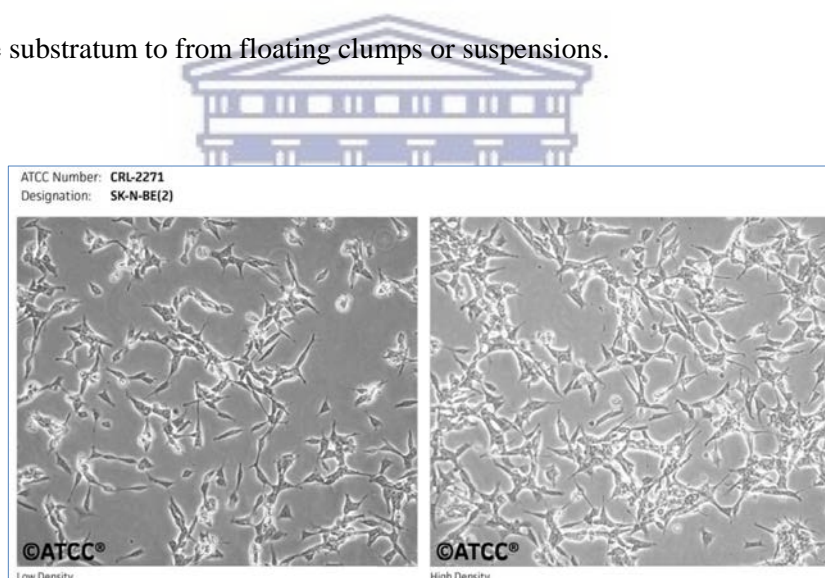 substratum to from floating clumps or suspensions.
ATCC Number: CRL-2271
Designation: SK-N-BE(2)
©ATCC®
©ATCC®
Low Density
High Density